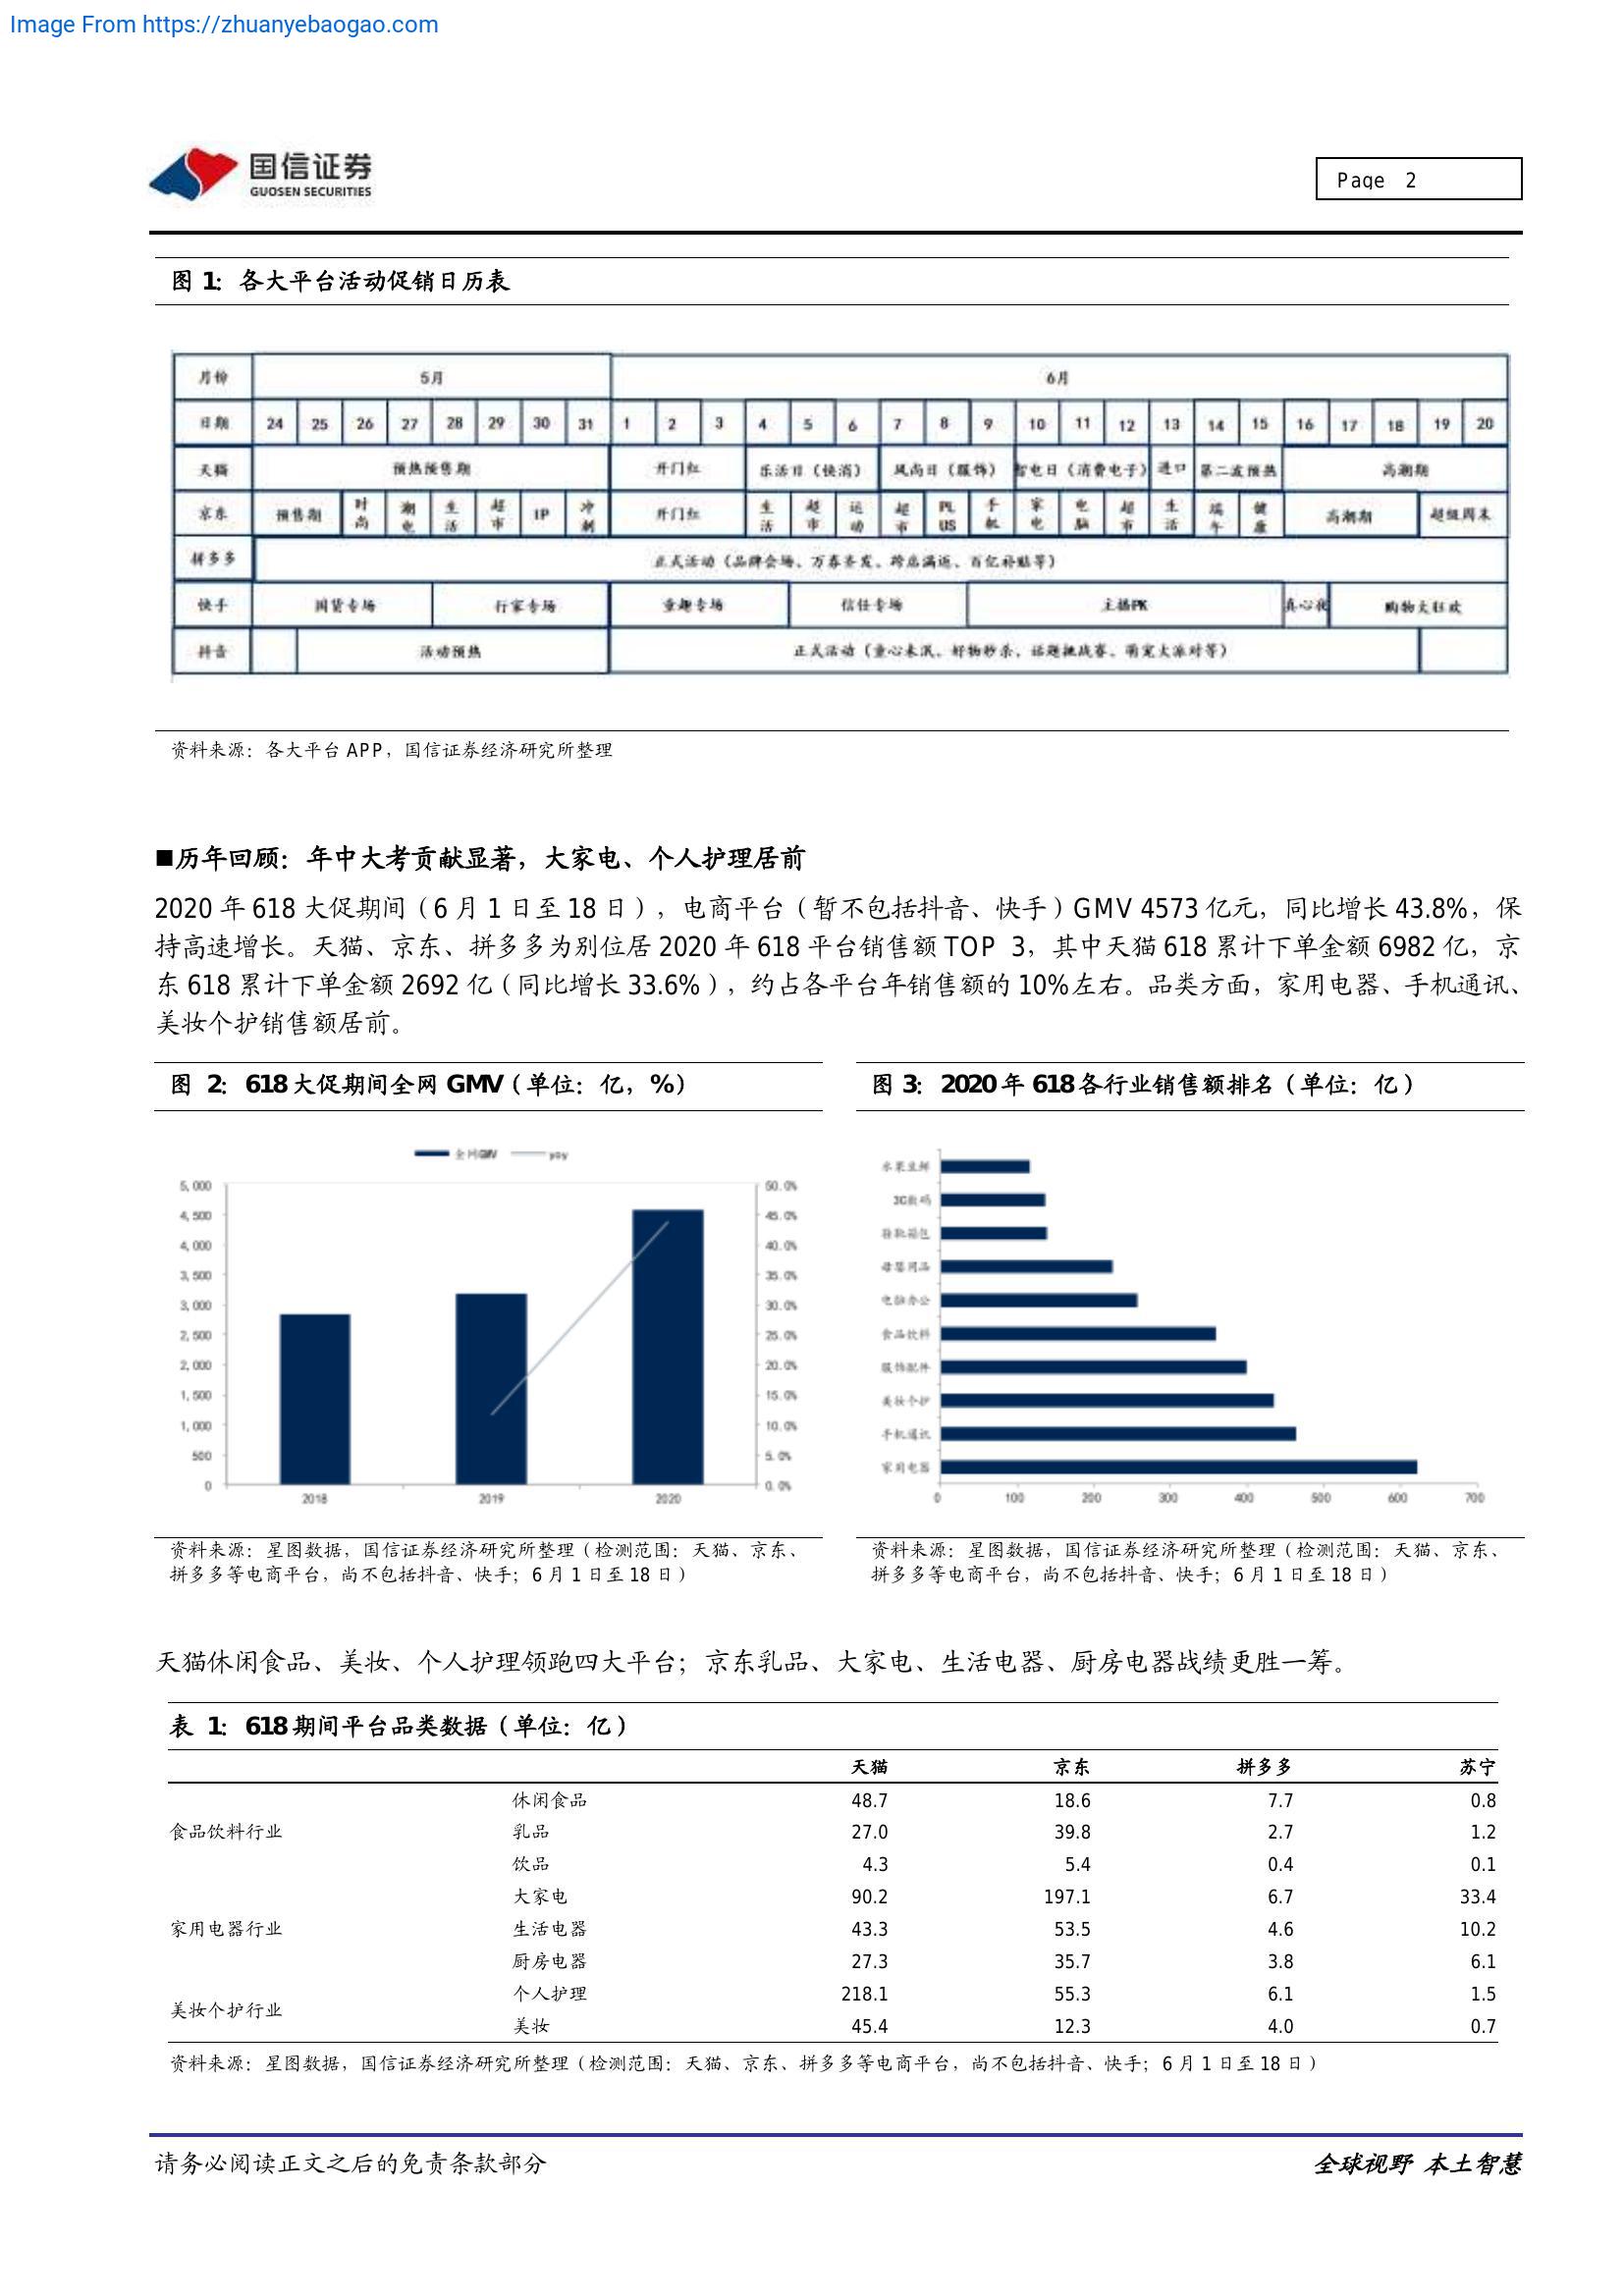 Image From https://zhuanyebaogao.com
国信证券
GUOSEN SECURITIES
Page 2
图 1：各大平台活动促销日历表
月份 5月 6月
日期 24 25 26 27 28 29 30 31 1 2 3 4 5 6 7 8 9 10 11 12 13 14 15 16 17 18 19 20
天猫 预热预售期 开门红 乐活日（快消） 风尚日（服饰） 智电日（消费电子） 进口 第二波预热 高潮期
京东 预售期 时尚 潮电 生活 超市 IP 冲刺 开门红 生活 超市 运动 超市 PLUS 手机 家电 电脑 超市 生活 端午 健康 高潮期 超级周末
拼多多 正式活动（品牌会场、万券齐发、跨店满返、百亿补贴等）
快手 国货专场 行家专场 童趣专场 信任专场 主播PK 真心夜 购物大狂欢
抖音 活动预热 正式活动（童心未泯、好物秒杀、话题挑战赛、萌宠大派对等）
资料来源：各大平台 APP，国信证券经济研究所整理
■历年回顾：年中大考贡献显著，大家电、个人护理居前
2020 年 618 大促期间（6 月 1 日至 18 日），电商平台（暂不包括抖音、快手）GMV 4573 亿元，同比增长 43.8%，保
持高速增长。天猫、京东、拼多多为别位居 2020 年 618 平台销售额 TOP 3，其中天猫 618 累计下单金额 6982 亿，京
东 618 累计下单金额 2692 亿（同比增长 33.6%），约占各平台年销售额的 10%左右。品类方面，家用电器、手机通讯、
美妆个护销售额居前。
图 2：618 大促期间全网 GMV（单位：亿，%）
全网GMV yoy
5,000 50.0%
4,500 45.0%
4,000 40.0%
3,500 35.0%
3,000 30.0%
2,500 25.0%
2,000 20.0%
1,500 15.0%
1,000 10.0%
500 5.0%
0 0.0%
2018 2019 2020
资料来源：星图数据，国信证券经济研究所整理（检测范围：天猫、京东、
拼多多等电商平台，尚不包括抖音、快手；6 月 1 日至 18 日）
图 3：2020 年 618 各行业销售额排名（单位：亿）
水果生鲜
3C数码
鞋靴箱包
母婴用品
电脑办公
食品饮料
服饰配件
美妆个护
手机通讯
家用电器
0 100 200 300 400 500 600 700
资料来源：星图数据，国信证券经济研究所整理（检测范围：天猫、京东、
拼多多等电商平台，尚不包括抖音、快手；6 月 1 日至 18 日）
天猫休闲食品、美妆、个人护理领跑四大平台；京东乳品、大家电、生活电器、厨房电器战绩更胜一筹。
表 1：618 期间平台品类数据（单位：亿）
天猫 京东 拼多多 苏宁
休闲食品 48.7 18.6 7.7 0.8
食品饮料行业 乳品 27.0 39.8 2.7 1.2
饮品 4.3 5.4 0.4 0.1
大家电 90.2 197.1 6.7 33.4
家用电器行业 生活电器 43.3 53.5 4.6 10.2
厨房电器 27.3 35.7 3.8 6.1
美妆个护行业 个人护理 218.1 55.3 6.1 1.5
美妆 45.4 12.3 4.0 0.7
资料来源：星图数据，国信证券经济研究所整理（检测范围：天猫、京东、拼多多等电商平台，尚不包括抖音、快手；6 月 1 日至 18 日）
请务必阅读正文之后的免责条款部分
全球视野 本土智慧